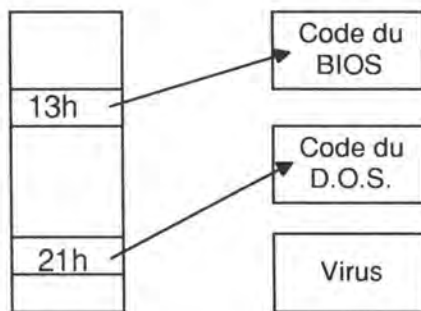 Code du
BIOS
13h
Code du
D.O.S.
21h
Virus